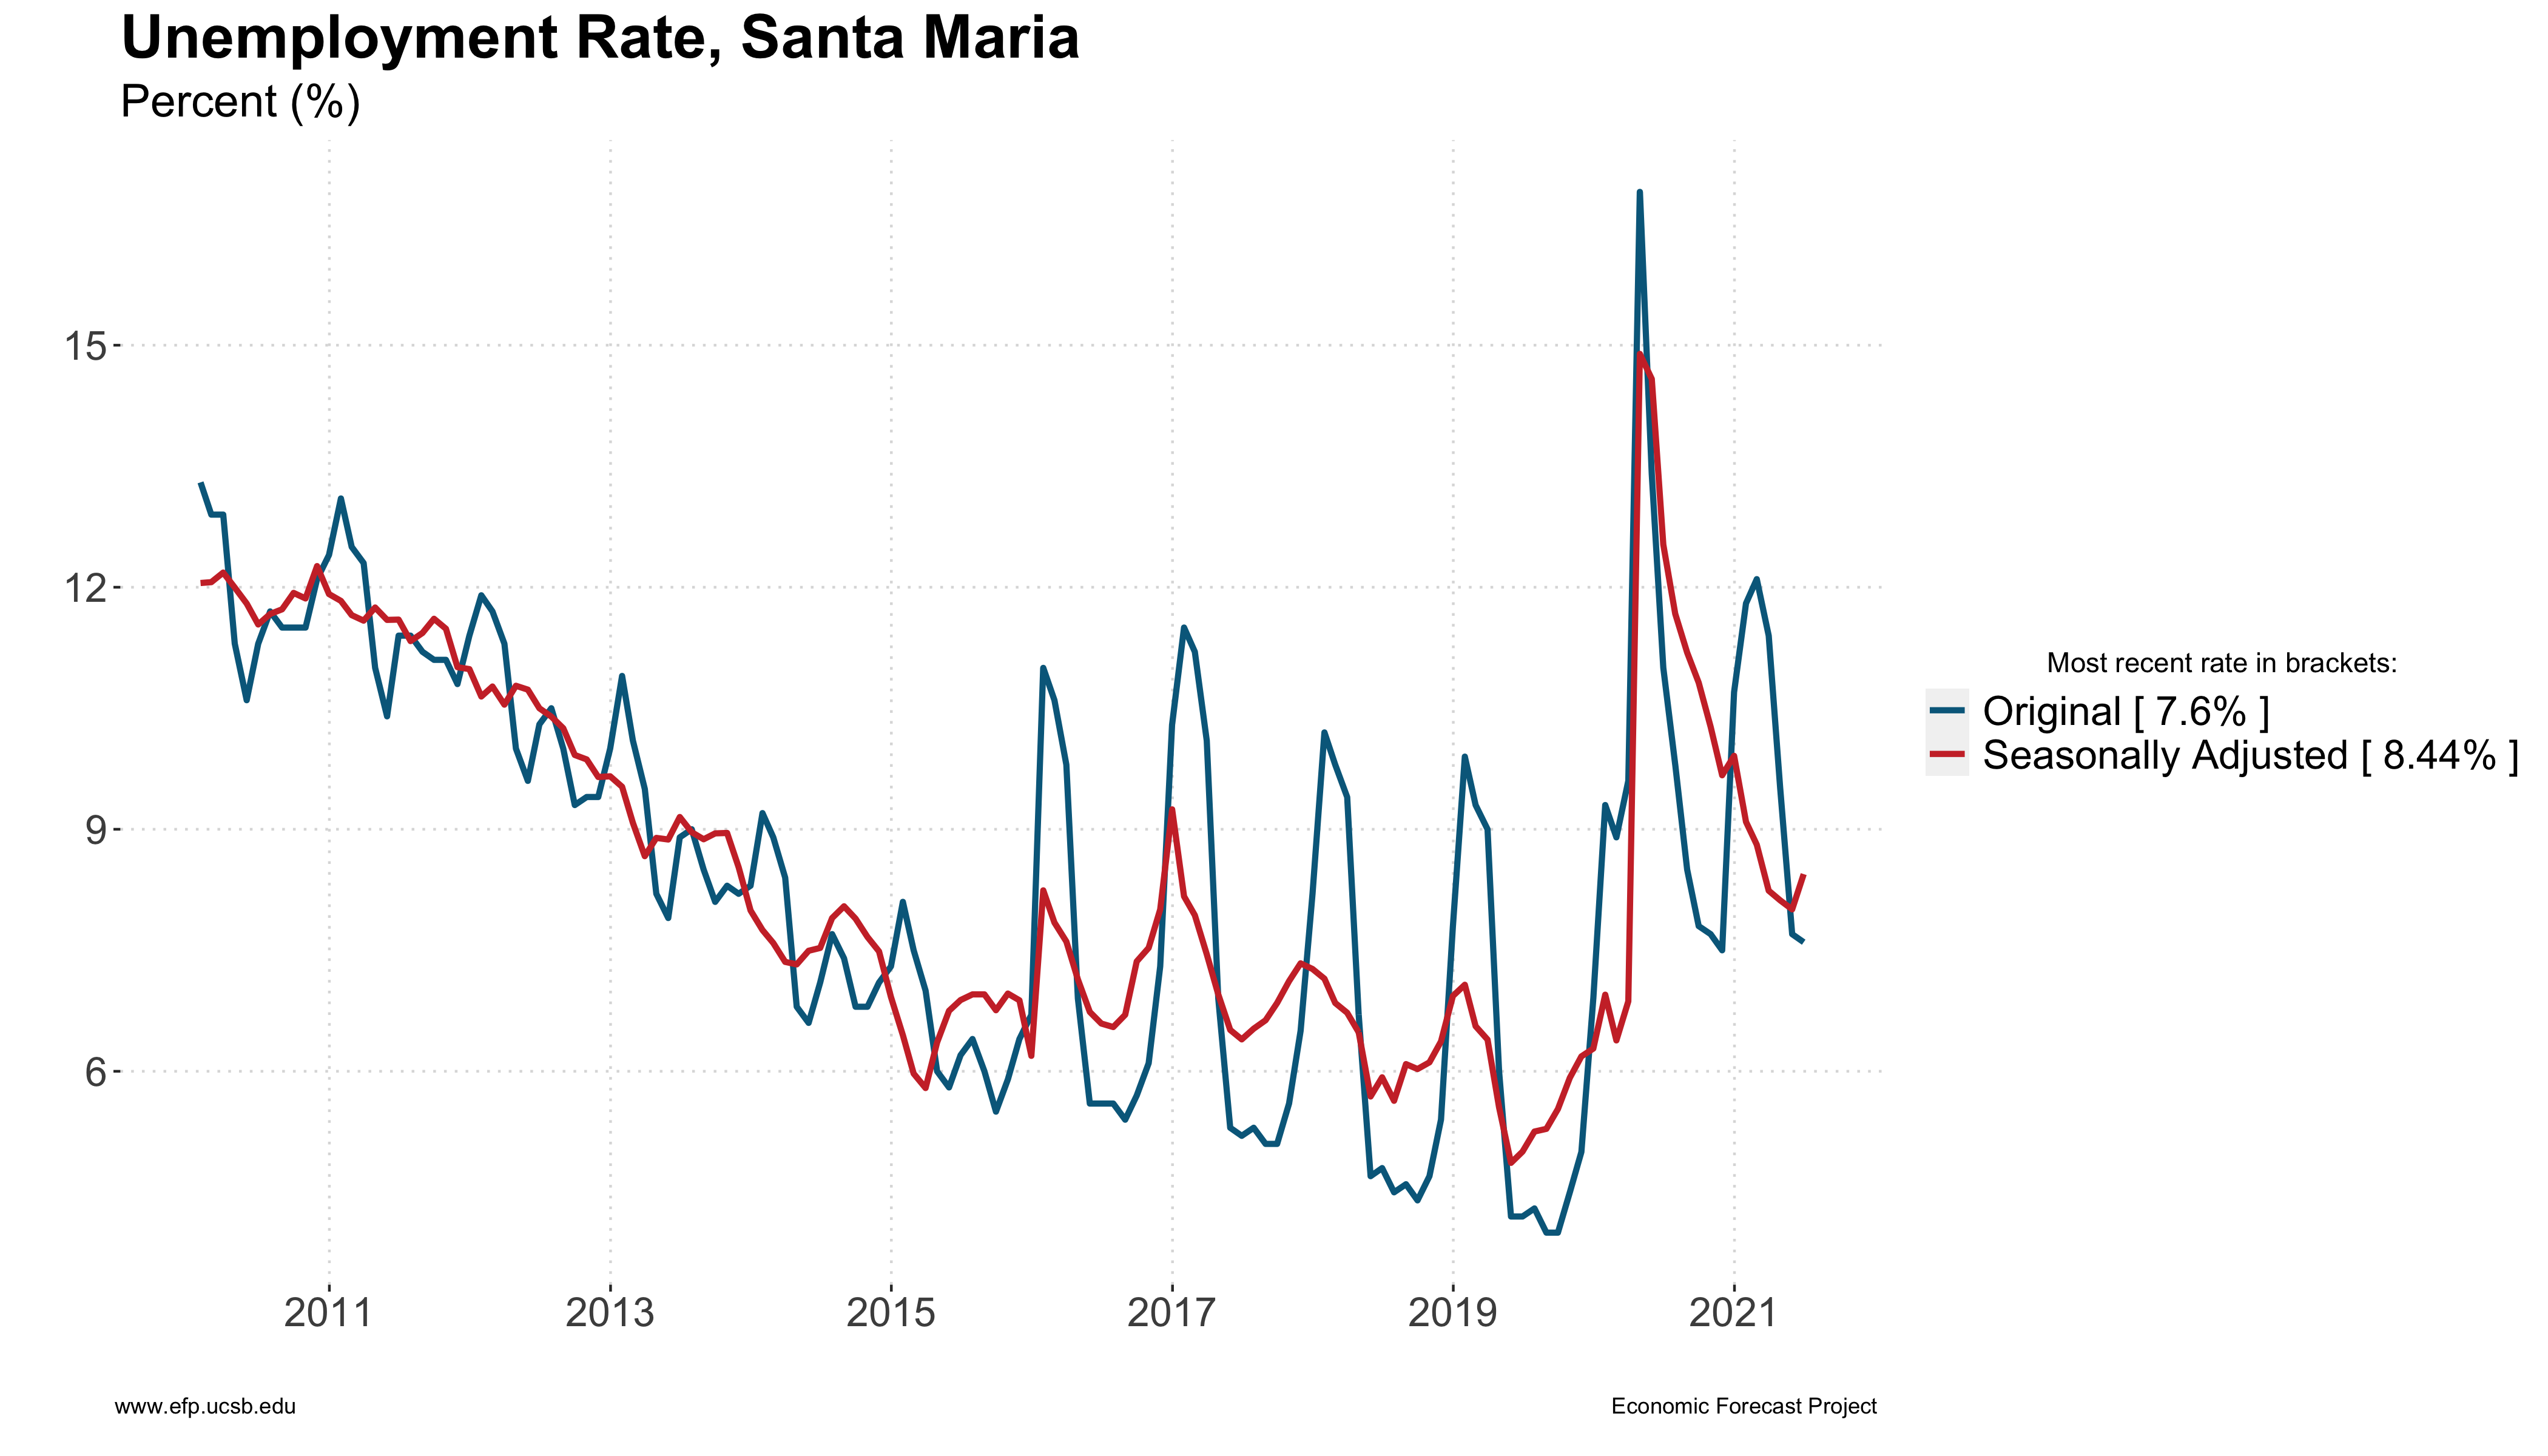 Unemployment Rate, Santa Maria
Percent (%)
15
12
9
6
2011 2013 2015 2017 2019 2021
Most recent rate in brackets:
Original [ 7.6% ]
Seasonally Adjusted [ 8.44% ]
www.efp.ucsb.edu
Economic Forecast Project